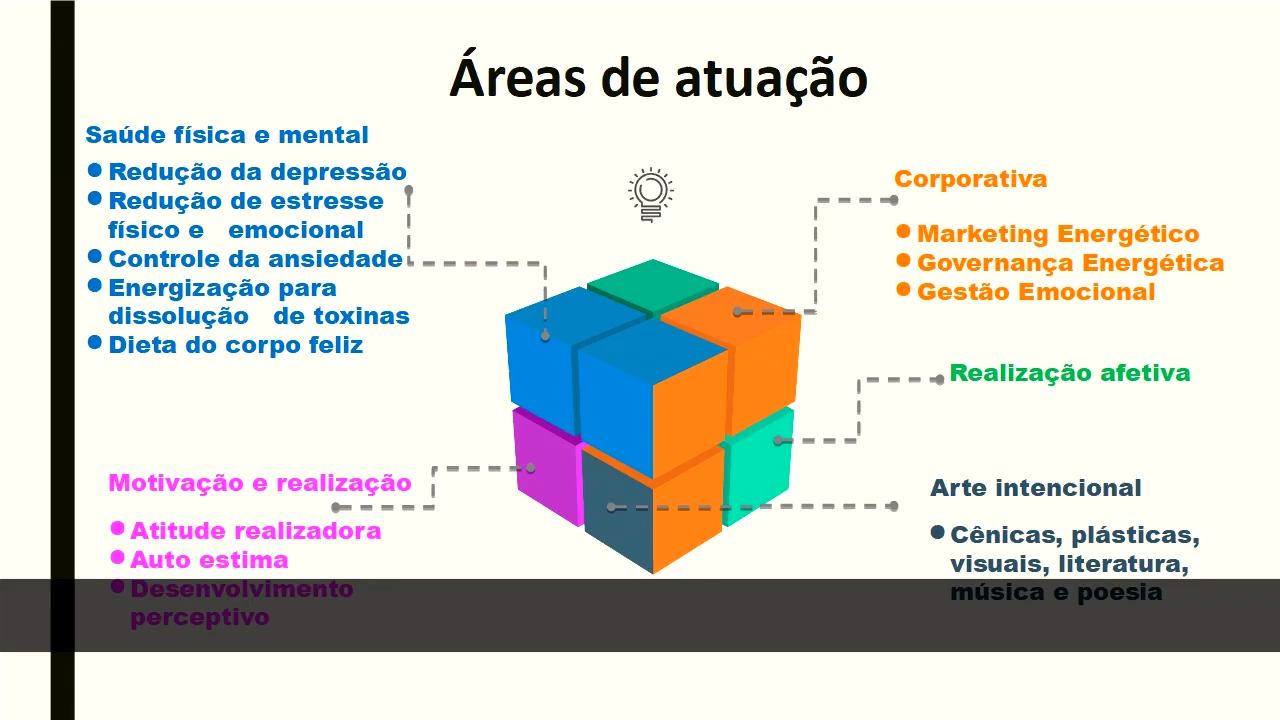 Áreas de atuação
Saúde física e mental
Redução da depressão
Redução de estresse
físico e emocional
Controle da ansiedade
Energização para
dissolução de toxinas
Dieta do corpo feliz
Corporativa
Marketing Energético
Governança Energética
Gestão Emocional
Realização afetiva
Motivação e realização
Atitude realizadora
Auto estima
Desenvolvimento
perceptivo
Arte intencional
Cênicas, plásticas,
visuais, literatura,
música e poesia